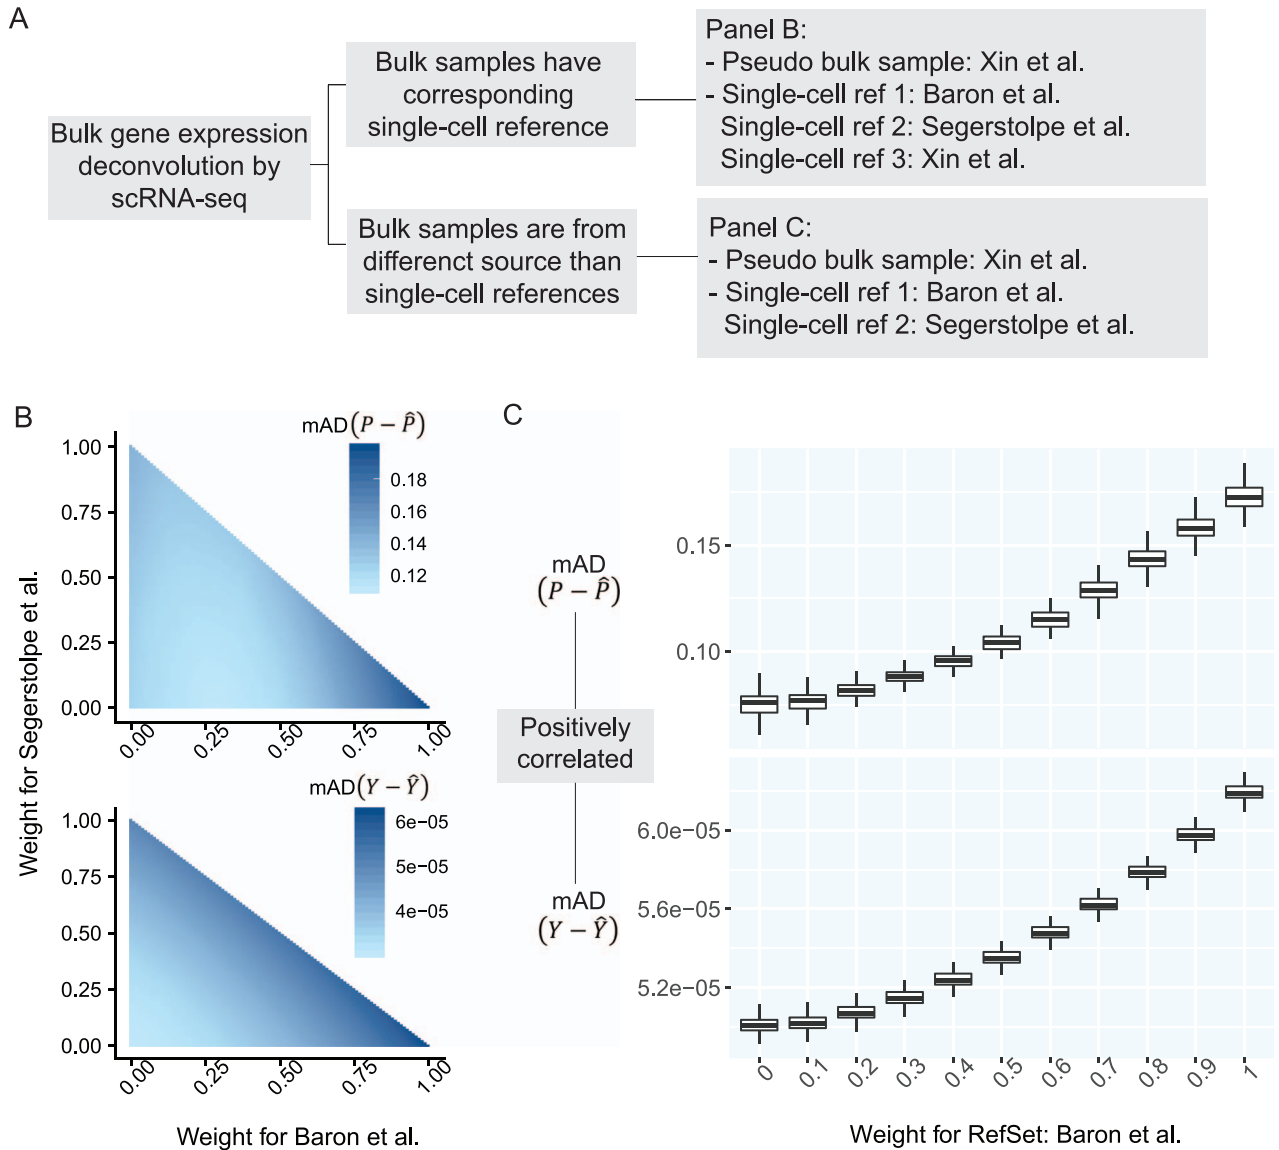 A
Bulk gene expression
deconvolution by
scRNA-seq
Bulk samples have
corresponding
single-cell reference
Bulk samples are from
differenct source than
single-cell references
Panel B:
- Pseudo bulk sample: Xin et al.
- Single-cell ref 1: Baron et al.
Single-cell ref 2: Segerstolpe et al.
Single-cell ref 3: Xin et al.
Panel C:
- Pseudo bulk sample: Xin et al.
- Single-cell ref 1: Baron et al.
Single-cell ref 2: Segerstolpe et al.
B
Weight for Segerstolpe et al.
1.00
0.75
0.50
0.25
0.00
0.00 0.25 0.50 0.75 1.00
mAD(P − P̂)
0.18
0.16
0.14
0.12
1.00
0.75
0.50
0.25
0.00
0.00 0.25 0.50 0.75 1.00
mAD(Y − Ŷ)
6e−05
5e−05
4e−05
Weight for Baron et al.
C
mAD
(P − P̂)
Positively
correlated
mAD
(Y − Ŷ)
0.15
0.10
6.0e−05
5.6e−05
5.2e−05
0 0.1 0.2 0.3 0.4 0.5 0.6 0.7 0.8 0.9 1
Weight for RefSet: Baron et al.